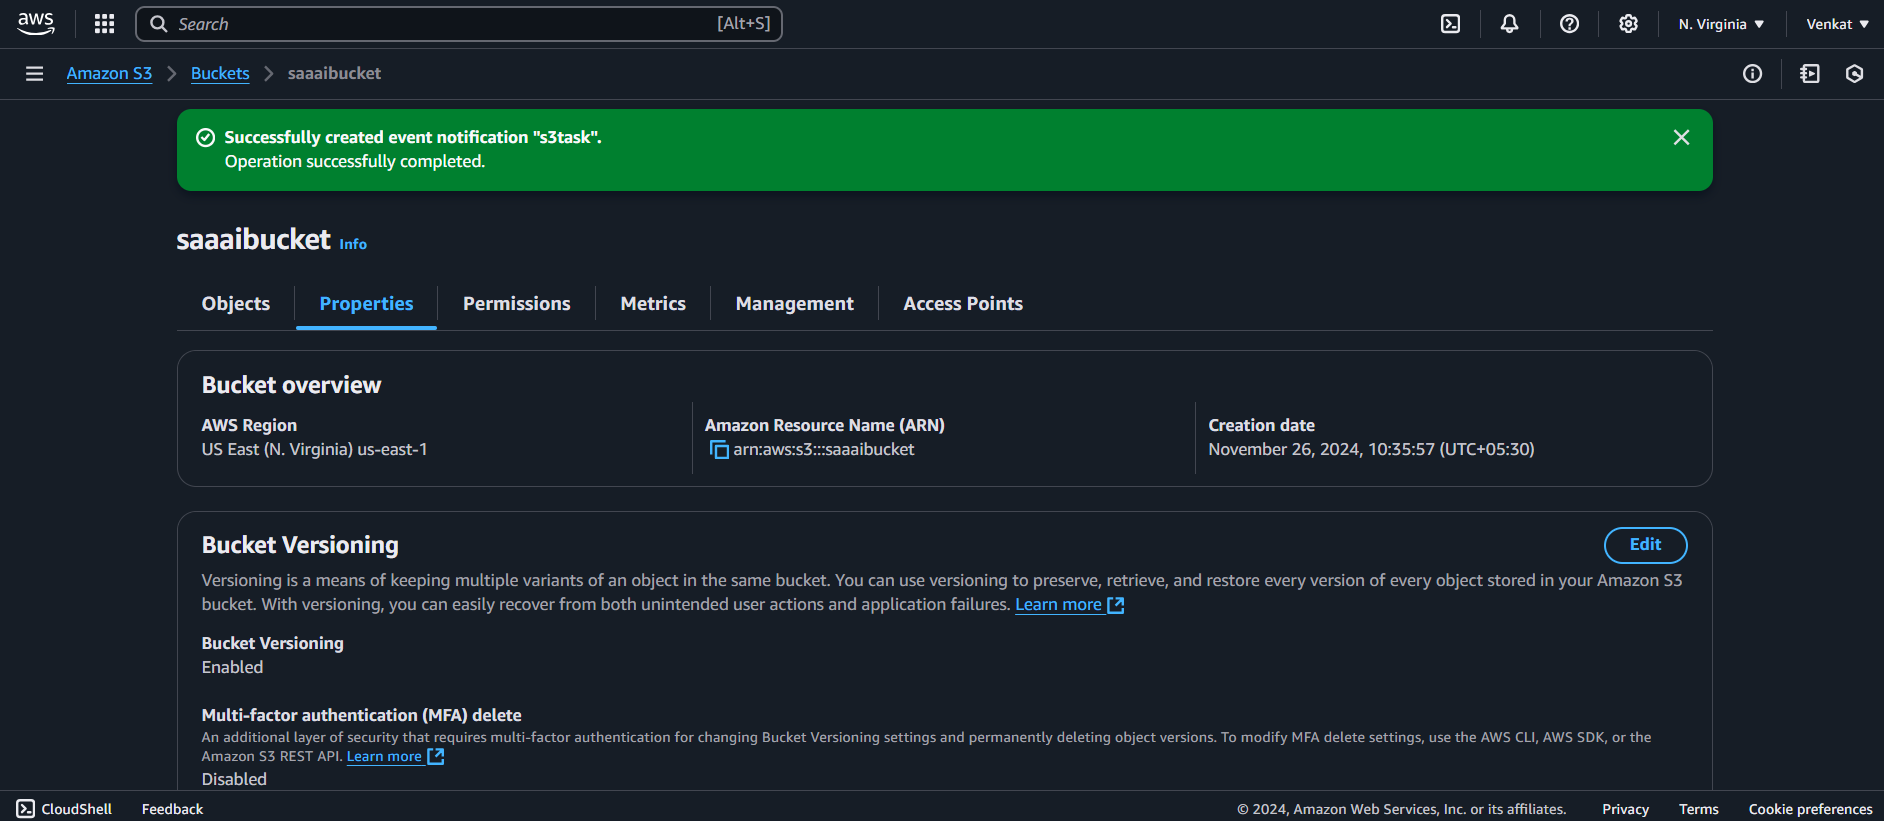 aws
Search [Alt+S]
N. Virginia
Venkat
Amazon S3
Buckets
saaaibucket
Successfully created event notification "s3task".
Operation successfully completed.
saaaibucket Info
Objects
Properties
Permissions
Metrics
Management
Access Points
Bucket overview
AWS Region
US East (N. Virginia) us-east-1
Amazon Resource Name (ARN)
arn:aws:s3:::saaaibucket
Creation date
November 26, 2024, 10:35:57 (UTC+05:30)
Bucket Versioning
Edit
Versioning is a means of keeping multiple variants of an object in the same bucket. You can use versioning to preserve, retrieve, and restore every version of every object stored in your Amazon S3
bucket. With versioning, you can easily recover from both unintended user actions and application failures. Learn more
Bucket Versioning
Enabled
Multi-factor authentication (MFA) delete
An additional layer of security that requires multi-factor authentication for changing Bucket Versioning settings and permanently deleting object versions. To modify MFA delete settings, use the AWS CLI, AWS SDK, or the
Amazon S3 REST API. Learn more
Disabled
CloudShell
Feedback
© 2024, Amazon Web Services, Inc. or its affiliates.
Privacy
Terms
Cookie preferences